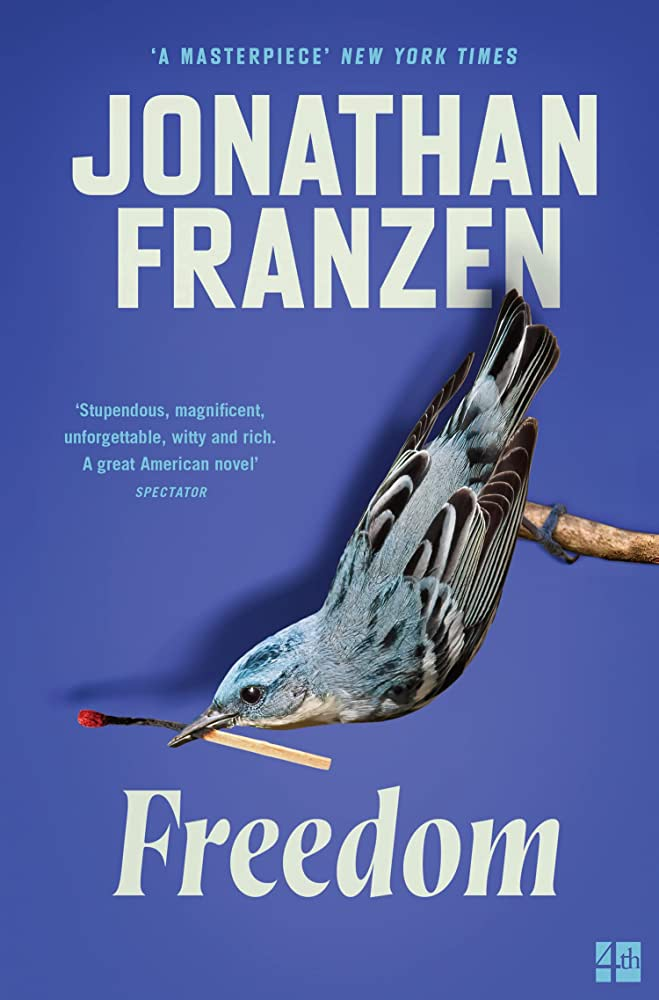 ‘A MASTERPIECE’ NEW YORK TIMES
JONATHAN
FRANZEN
‘Stupendous, magnificent,
unforgettable, witty and rich.
A great American novel’
SPECTATOR
Freedom
4th